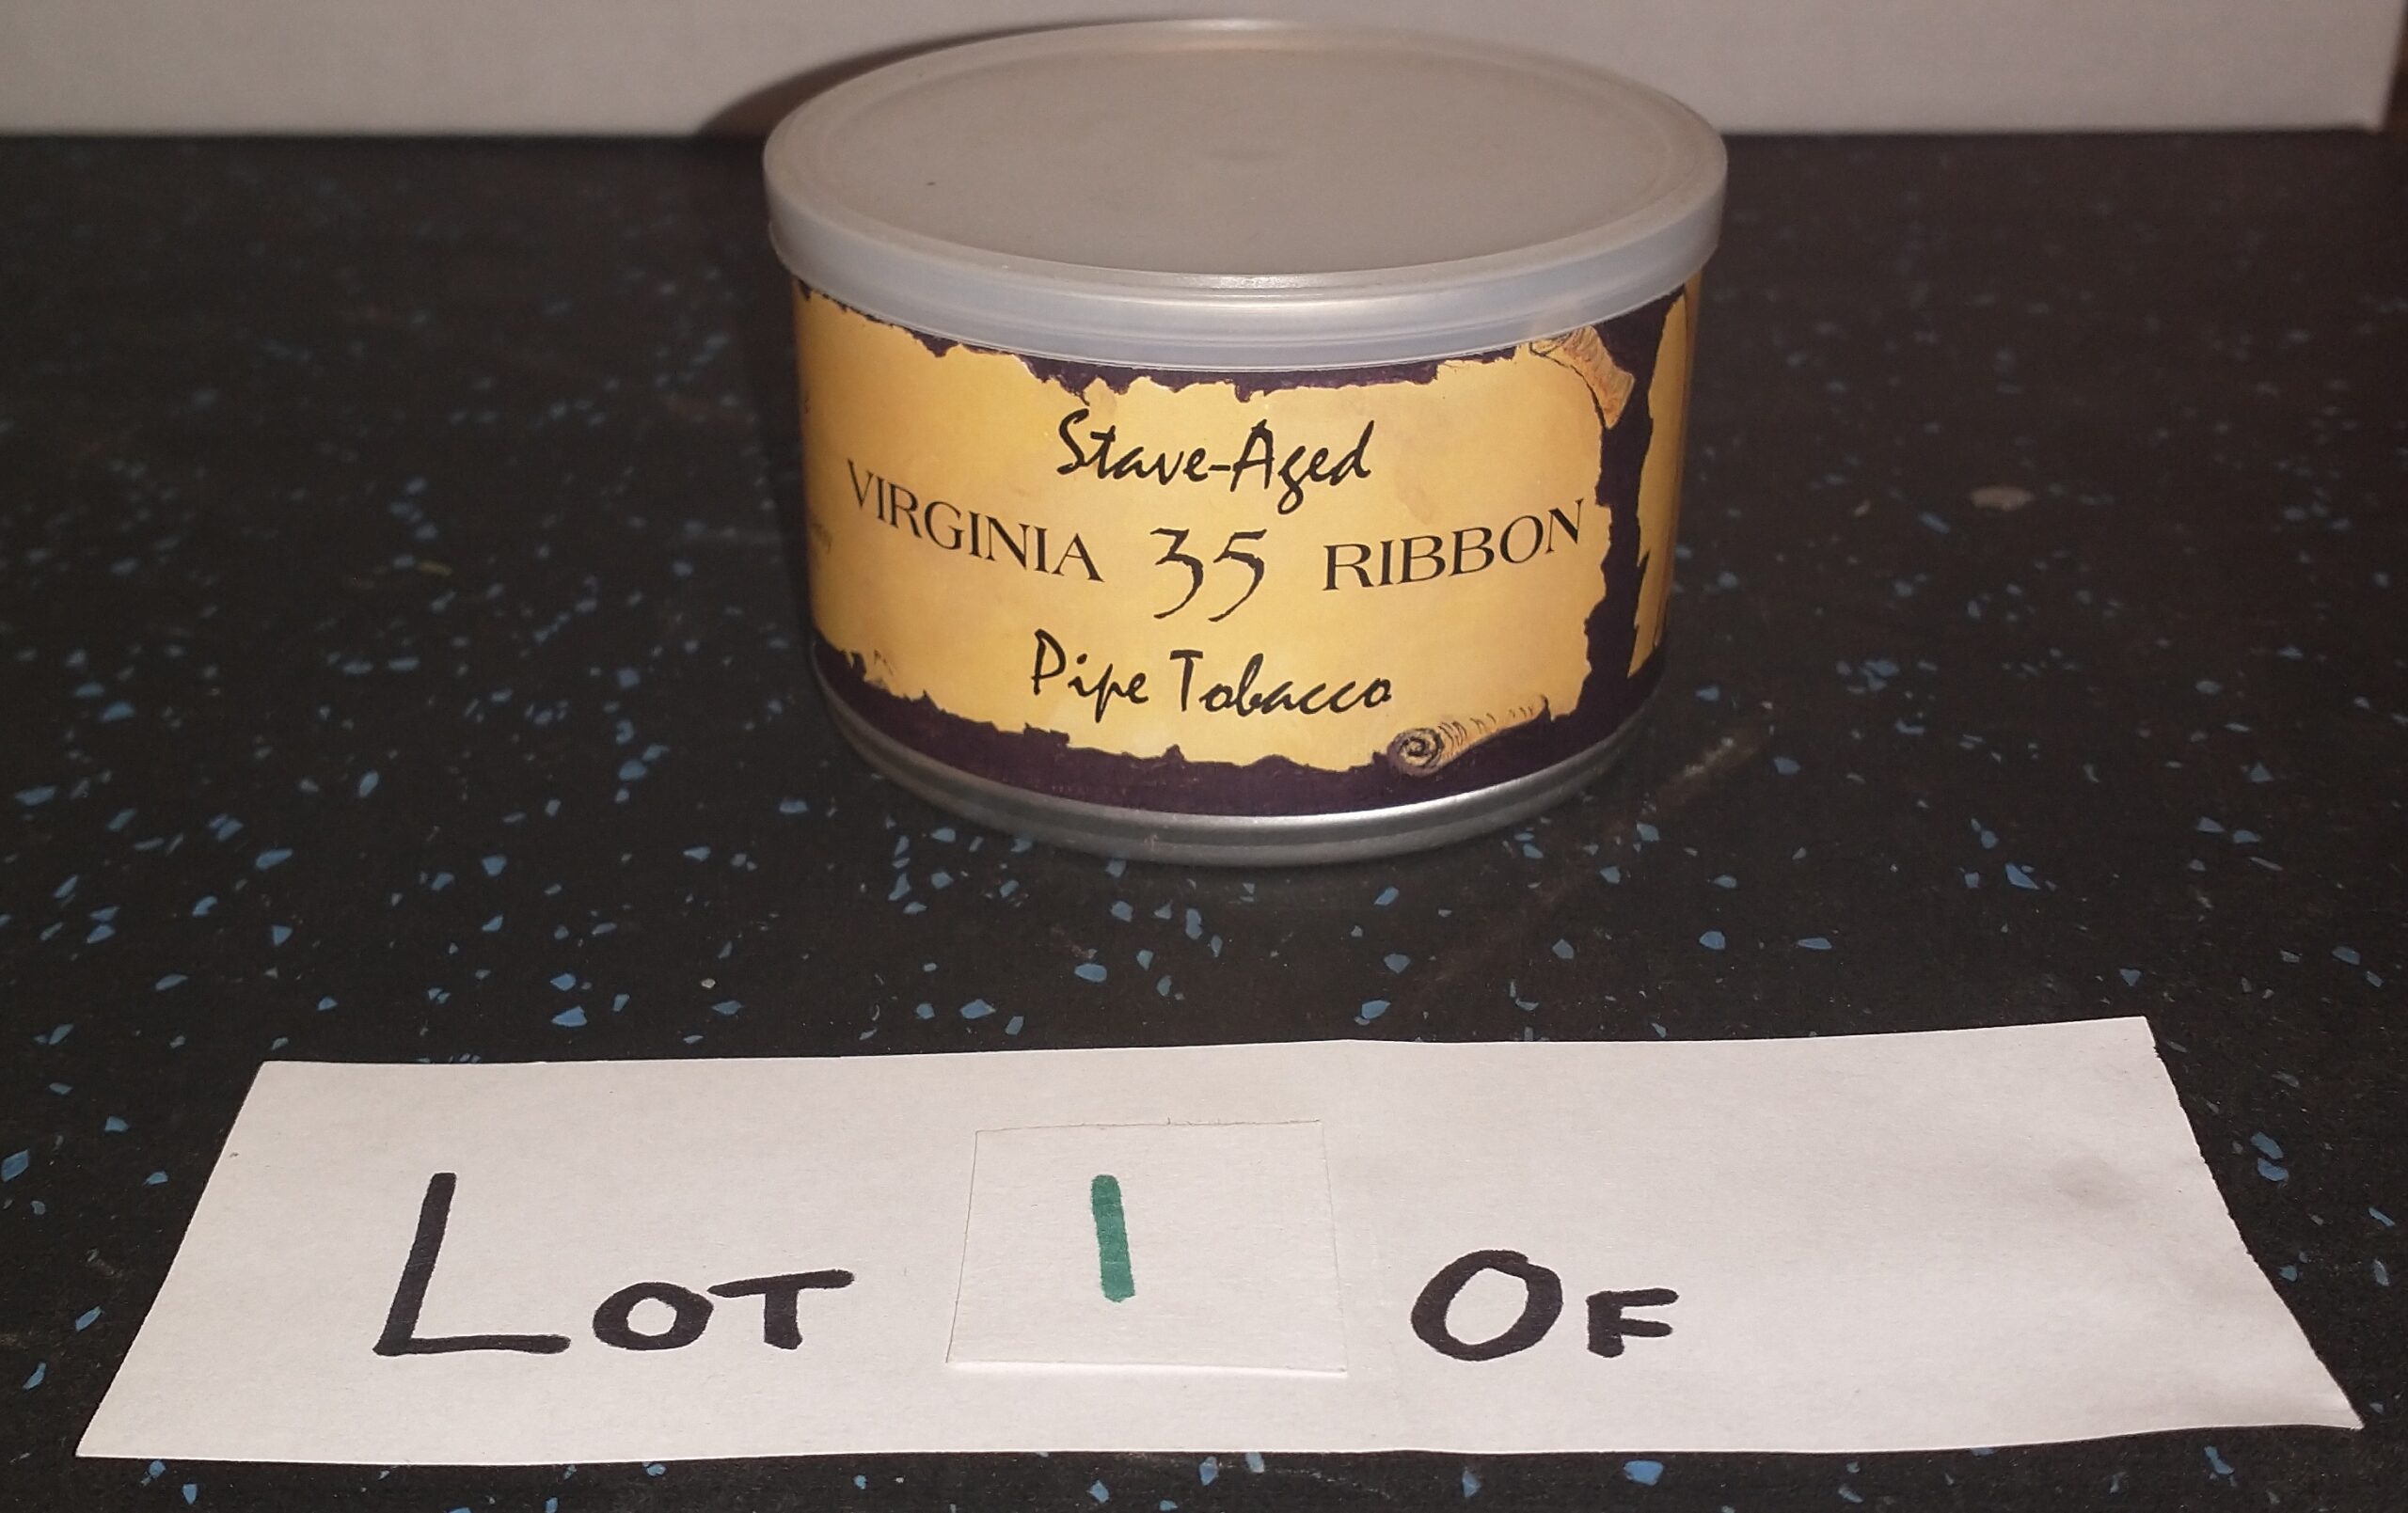 Stave-Aged
VIRGINIA 35 RIBBON
Pipe Tobacco
LOT 1 OF